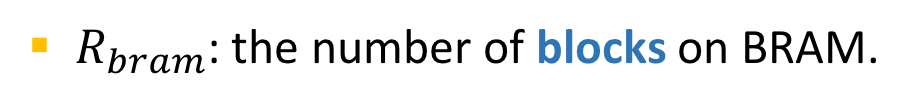 ▪ R_bram: the number of blocks on BRAM.